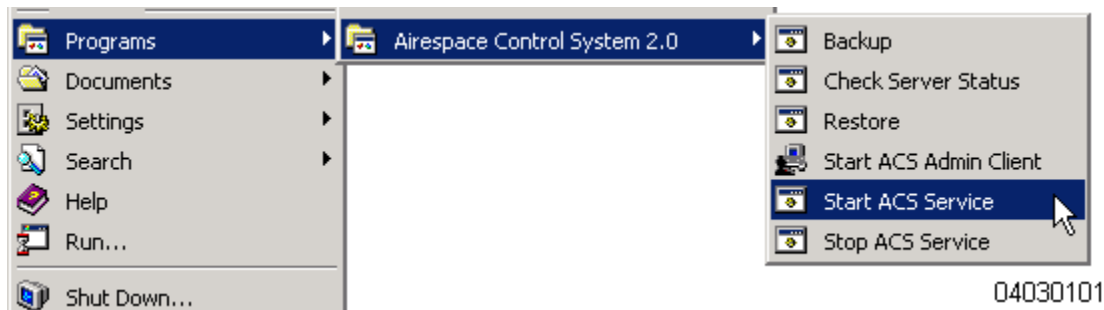 Programs
Documents
Settings
Search
Help
Run...
Shut Down...
Airespace Control System 2.0
Backup
Check Server Status
Restore
Start ACS Admin Client
Start ACS Service
Stop ACS Service
04030101